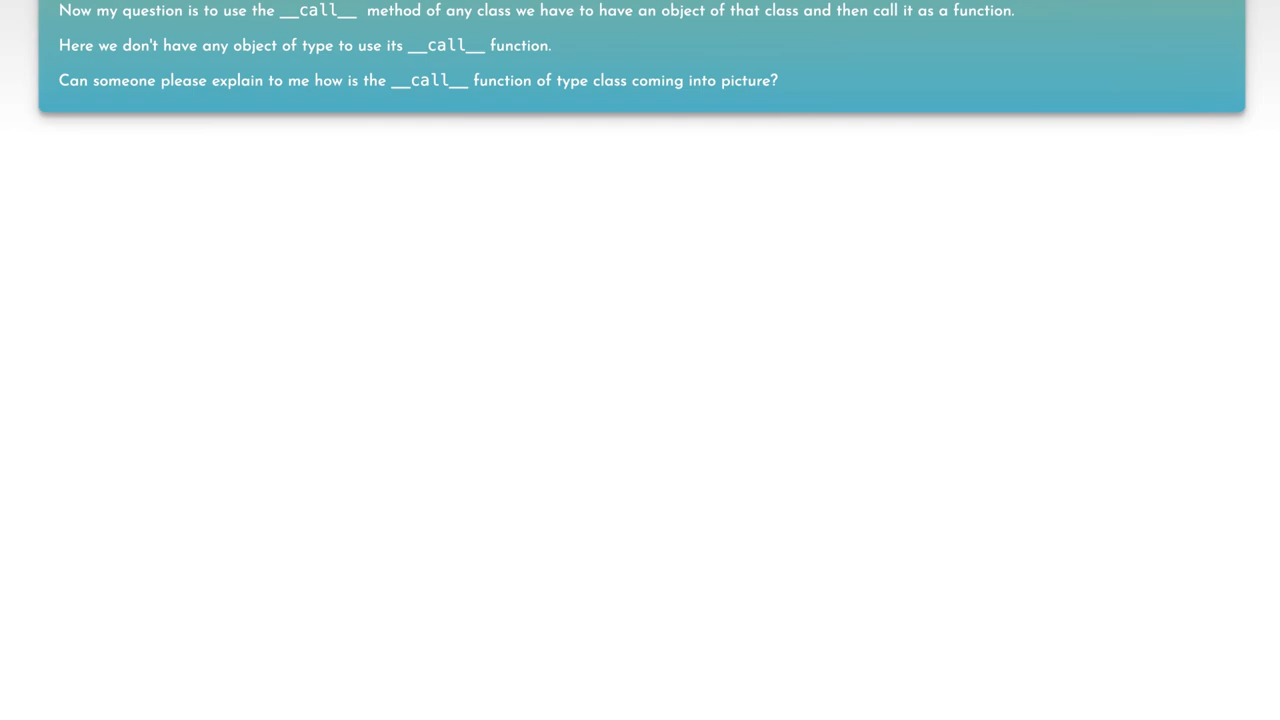 Now my question is to use the __call__ method of any class we have to have an object of that class and then call it as a function.
Here we don't have any object of type to use its __call__ function.
Can someone please explain to me how is the __call__ function of type class coming into picture?